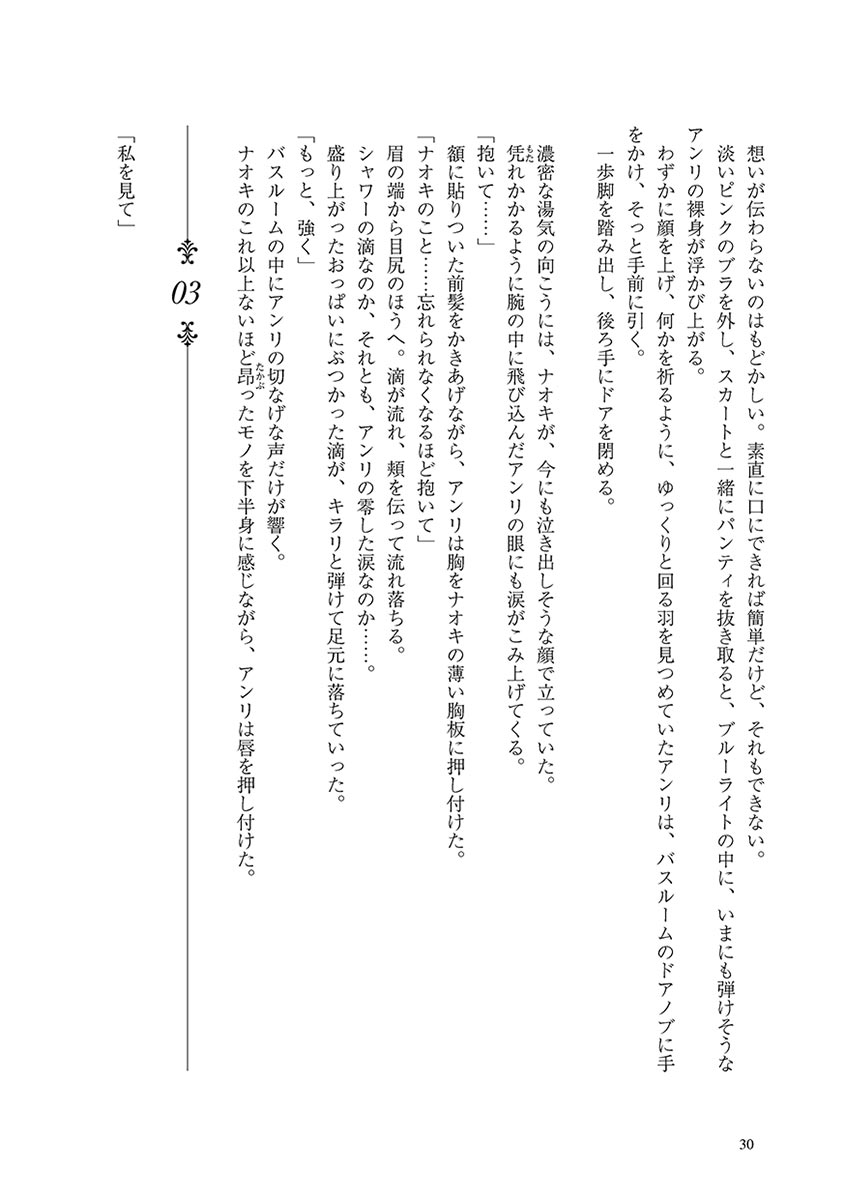 想いが伝わらないのはもどかしい。素直に口にできれば簡単だけど、それもできない。
淡いピンクのブラを外し、スカートと一緒にパンティを抜き取ると、ブルーライトの中に、いまにも弾けそうな
アンリの裸身が浮かび上がる。
わずかに顔を上げ、何かを祈るように、ゆっくりと回る羽を見つめていたアンリは、バスルームのドアノブに手
をかけ、そっと手前に引く。
一歩脚を踏み出し、後ろ手にドアを閉める。
濃密な湯気の向こうには、ナオキが、今にも泣き出しそうな顔で立っていた。
凭れかかるように腕の中に飛び込んだアンリの眼にも涙がこみ上げてくる。
もた
「抱いて……」
額に貼りついた前髪をかきあげながら、アンリは胸をナオキの薄い胸板に押し付けた。
「ナオキのこと……忘れられなくなるほど抱いて」
眉の端から目尻のほうへ。滴が流れ、頬を伝って流れ落ちる。
シャワーの滴なのか、それとも、アンリの零した涙なのか……。
盛り上がったおっぱいにぶつかった滴が、キラリと弾けて足元に落ちていった。
「もっと、強く」
バスルームの中にアンリの切なげな声だけが響く。
ナオキのこれ以上ないほど昂ったモノを下半身に感じながら、アンリは唇を押し付けた。
たかぶ
03
「私を見て」
30